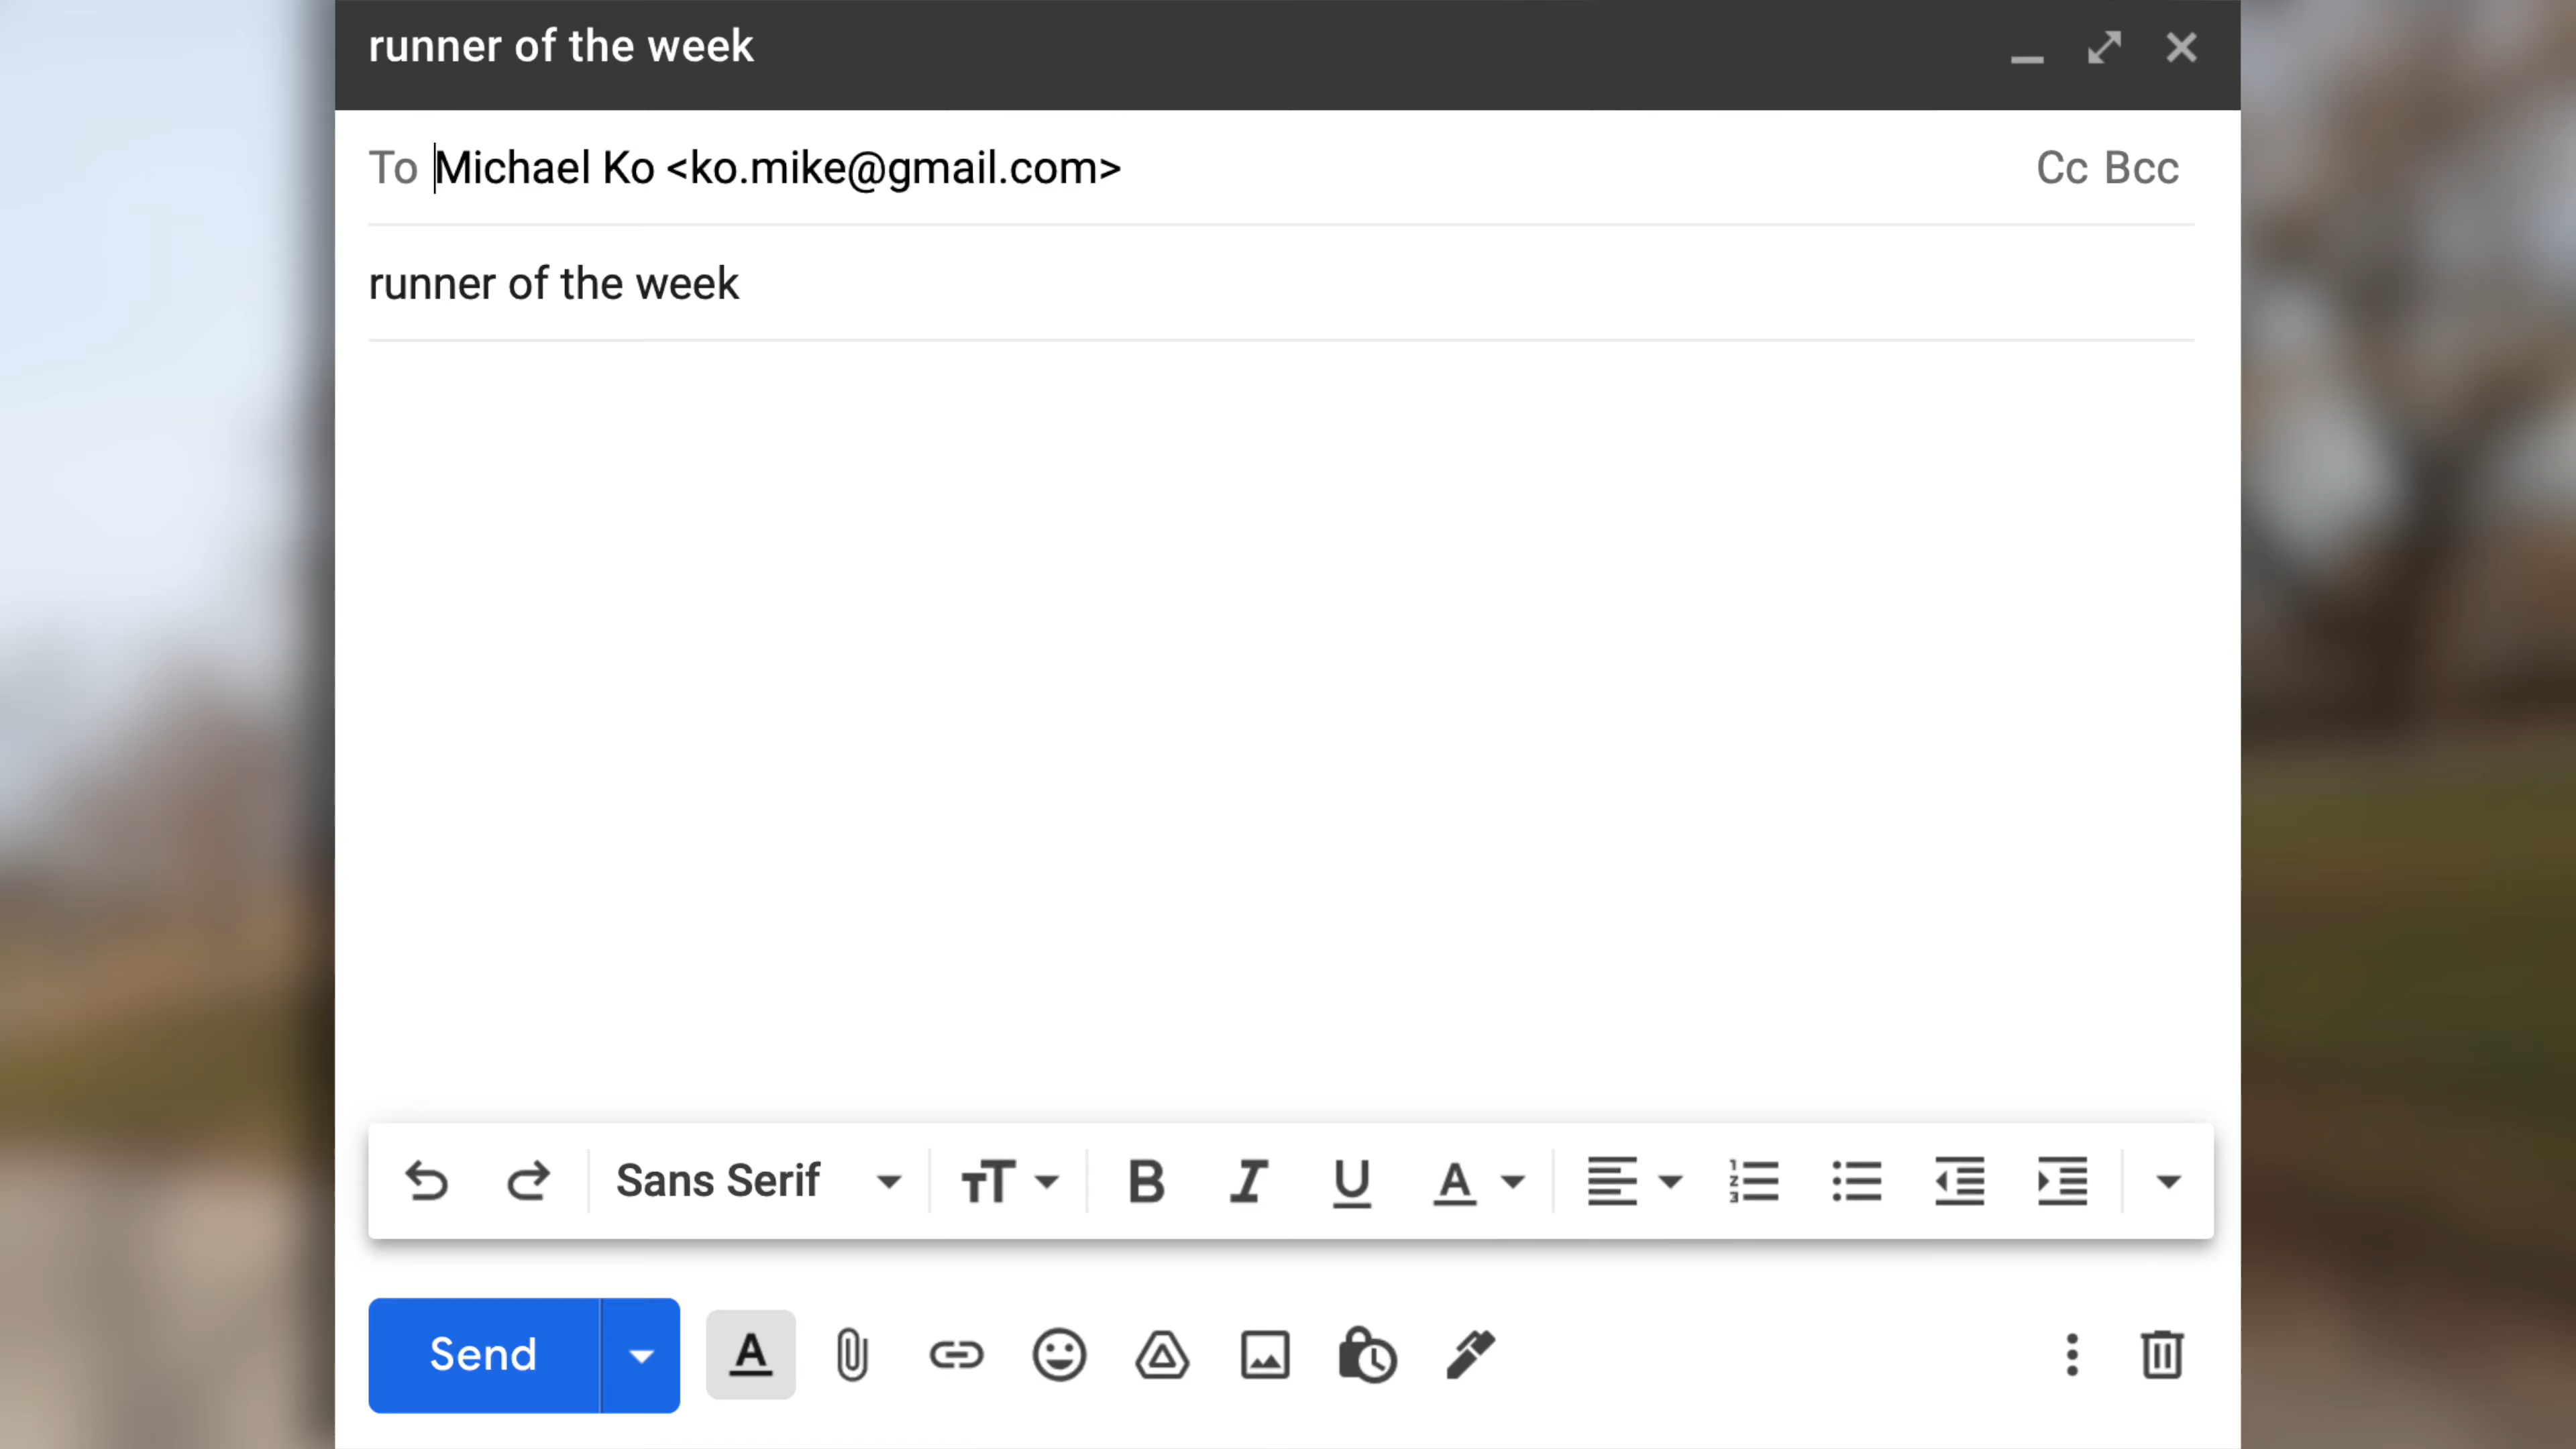 runner of the week
To Michael Ko <ko.mike@gmail.com> Cc Bcc
runner of the week
Sans Serif
Send